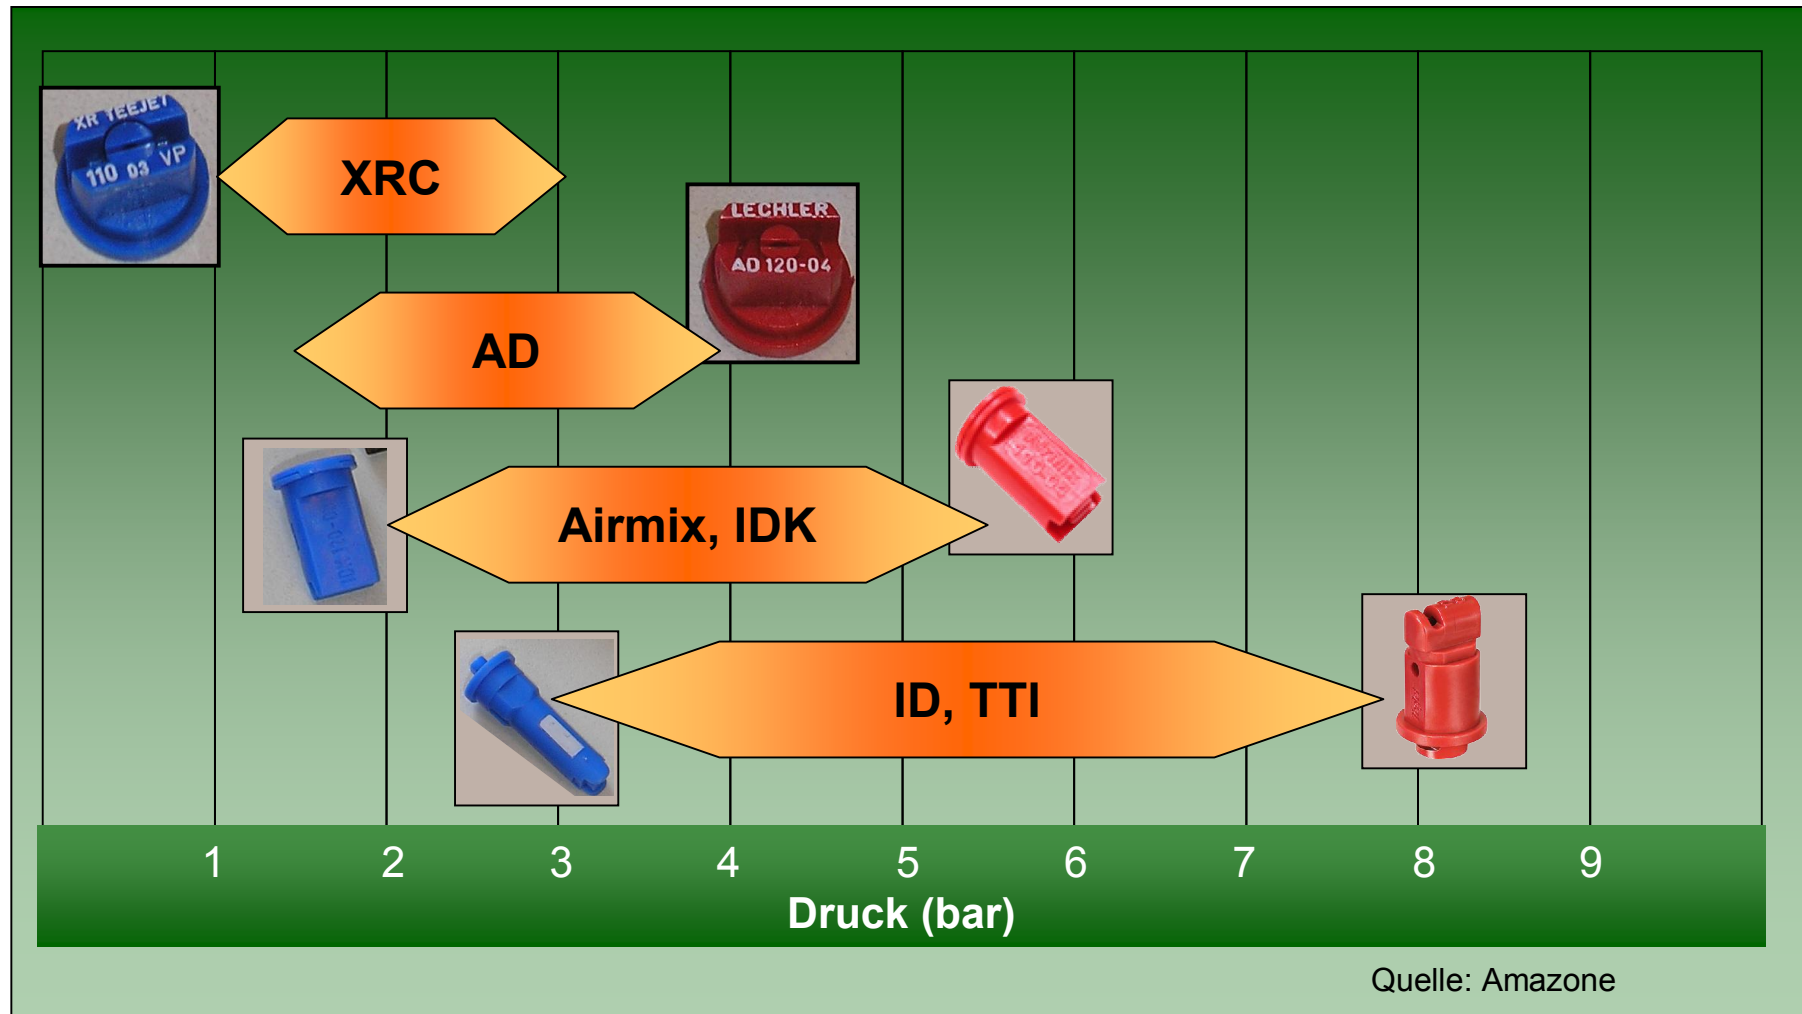 XR TEEJET
110 03 VP
XRC
LECHLER
AD 120-04
AD
Airmix, IDK
ID, TTI
1 2 3 4 5 6 7 8 9
Druck (bar)
Quelle: Amazone